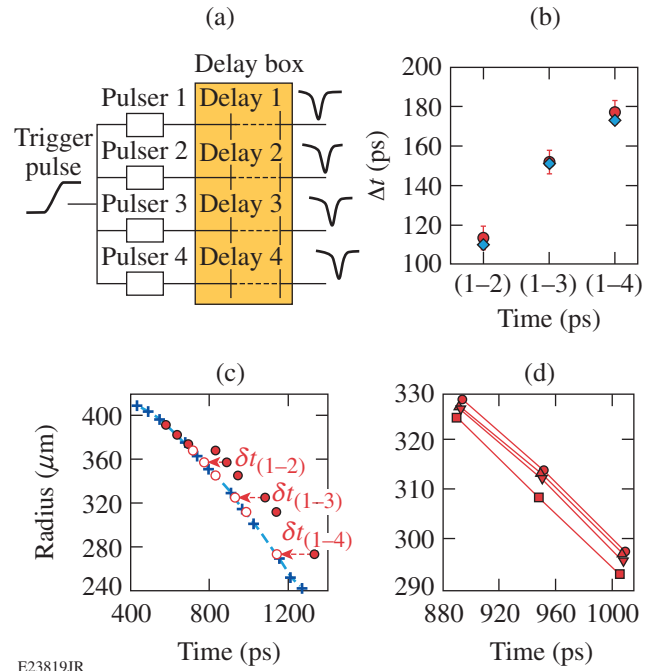 (a)
Delay box
Pulser 1 Delay 1
Trigger pulse
Pulser 2 Delay 2
Pulser 3 Delay 3
Pulser 4 Delay 4
(b)
200
180
160
140
120
100
Δt (ps)
(1–2) (1–3) (1–4)
Time (ps)
(c)
400
360
320
280
240
Radius (μm)
δt(1–2)
δt(1–3)
δt(1–4)
400 800 1200
Time (ps)
(d)
330
320
310
300
290
880 920 960 1000
Time (ps)
E23819JR